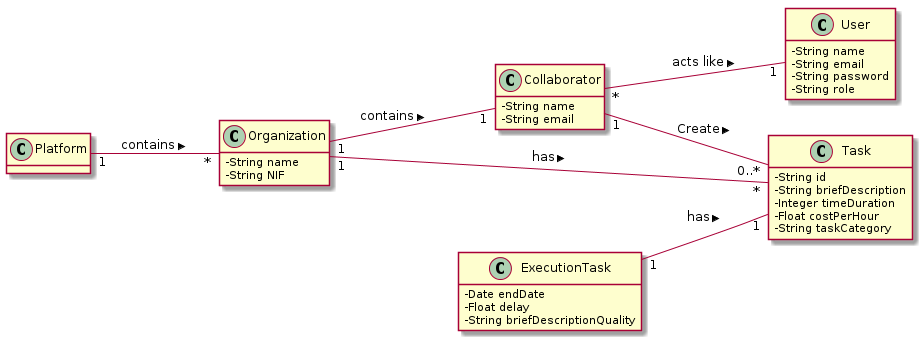 C User
-String name
-String email
-String password
-String role
acts like
1
C Collaborator
-String name
-String email
*
1
contains
1
Create
C Organization
-String name
-String NIF
1
1
C Platform
1
contains
*
has
0..*
*
C Task
-String id
-String briefDescription
-Integer timeDuration
-Float costPerHour
-String taskCategory
has
1
C ExecutionTask
1
-Date endDate
-Float delay
-String briefDescriptionQuality